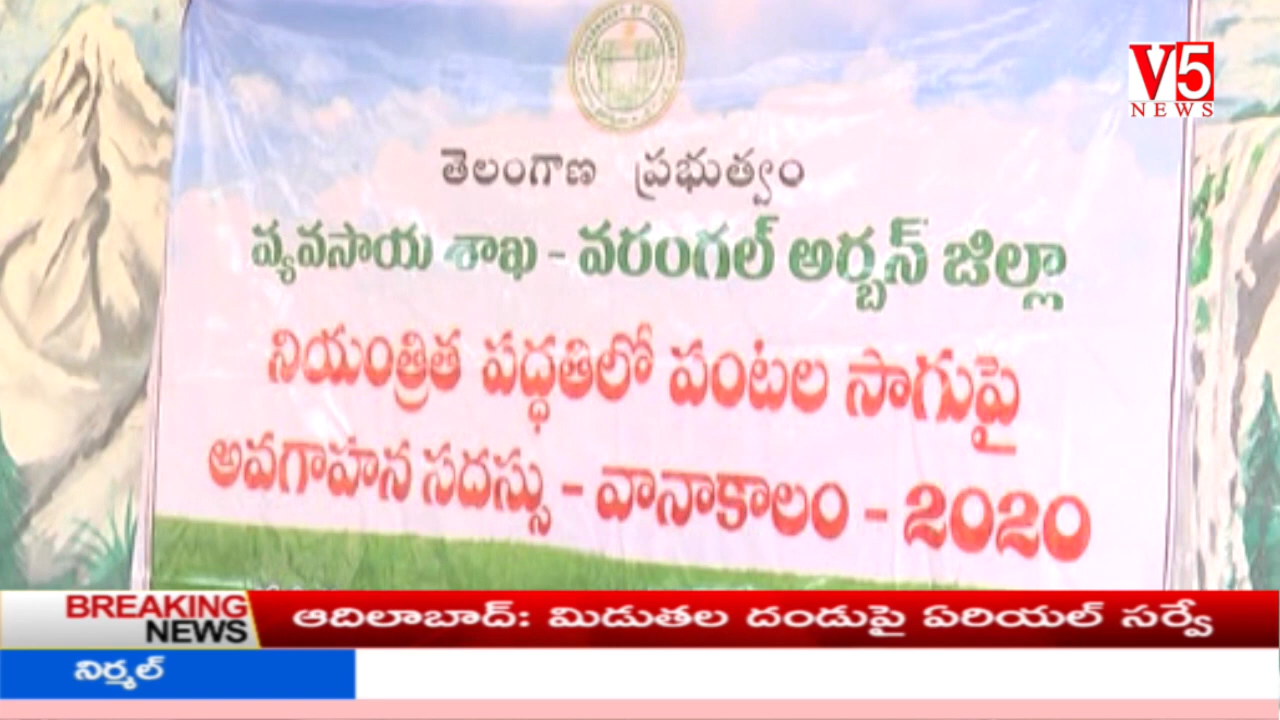 V5
NEWS
తెలంగాణ ప్రభుత్వం
వ్యవసాయ శాఖ - వరంగల్ అర్బన్ జిల్లా
నియంత్రిత పద్ధతిలో పంటల సాగుపై
అవగాహన సదస్సు - వానాకాలం - 2020
BREAKING NEWS
ఆదిలాబాద్: మిడుతల దండుపై ఏరియల్ సర్వే
నిర్మల్